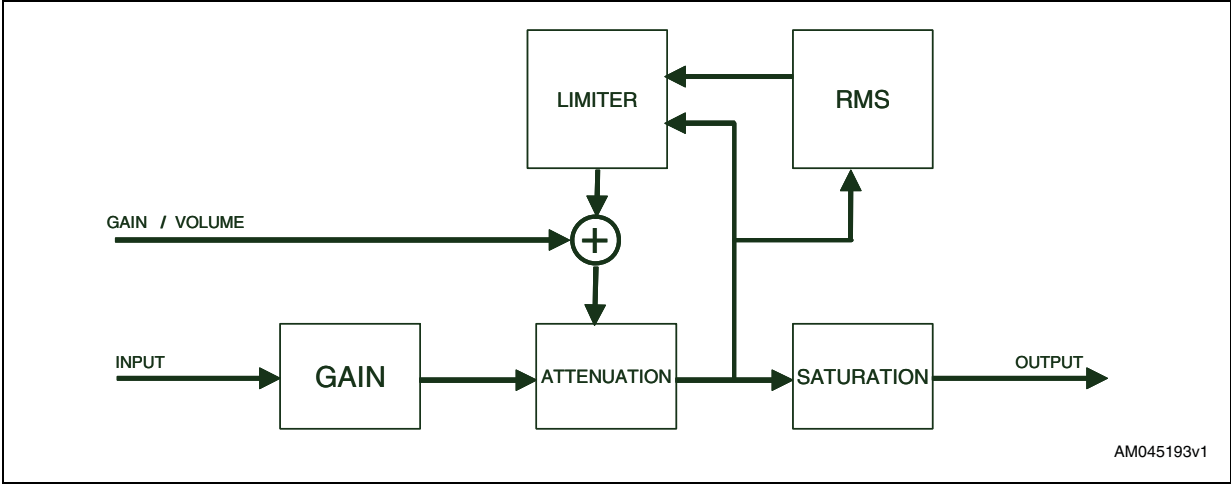 LIMITER
RMS
GAIN / VOLUME
+
INPUT
GAIN
ATTENUATION
SATURATION
OUTPUT
AM045193v1